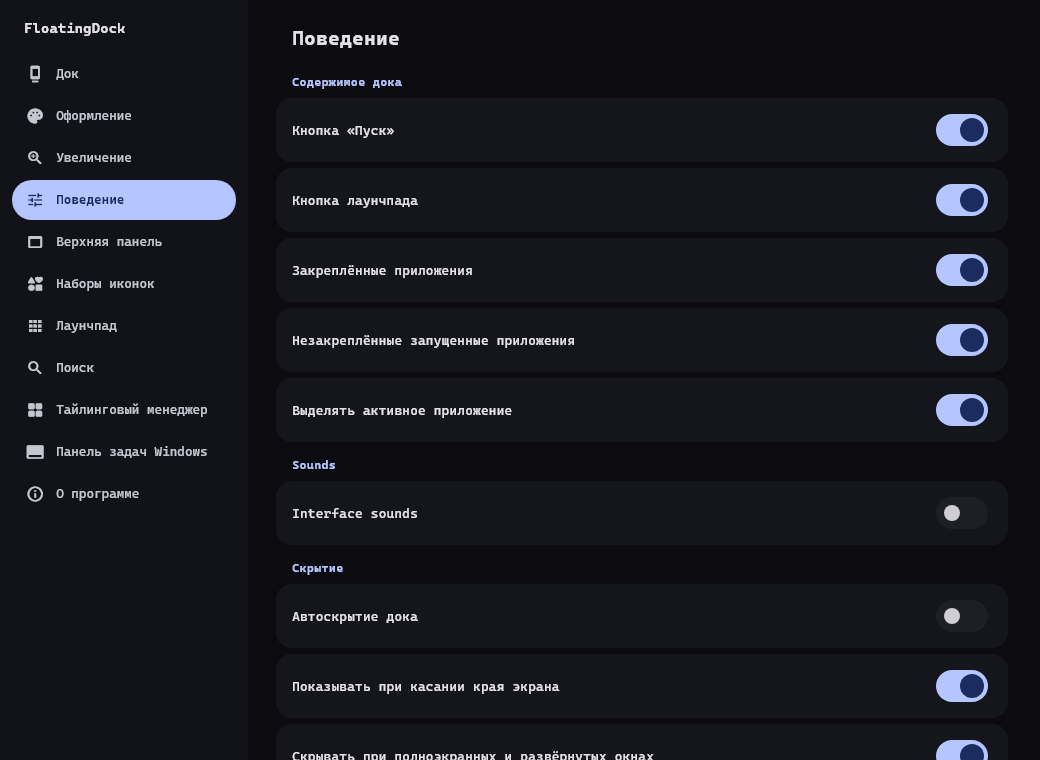 FloatingDock
Док
Оформление
Увеличение
Поведение
Верхняя панель
Наборы иконок
Лаунчпад
Поиск
Тайлинговый менеджер
Панель задач Windows
О программе
Поведение
Содержимое дока
Кнопка «Пуск»
Кнопка лаунчпада
Закреплённые приложения
Незакреплённые запущенные приложения
Выделять активное приложение
Sounds
Interface sounds
Скрытие
Автоскрытие дока
Показывать при касании края экрана
Скрывать при полноэкранных и развёрнутых окнах